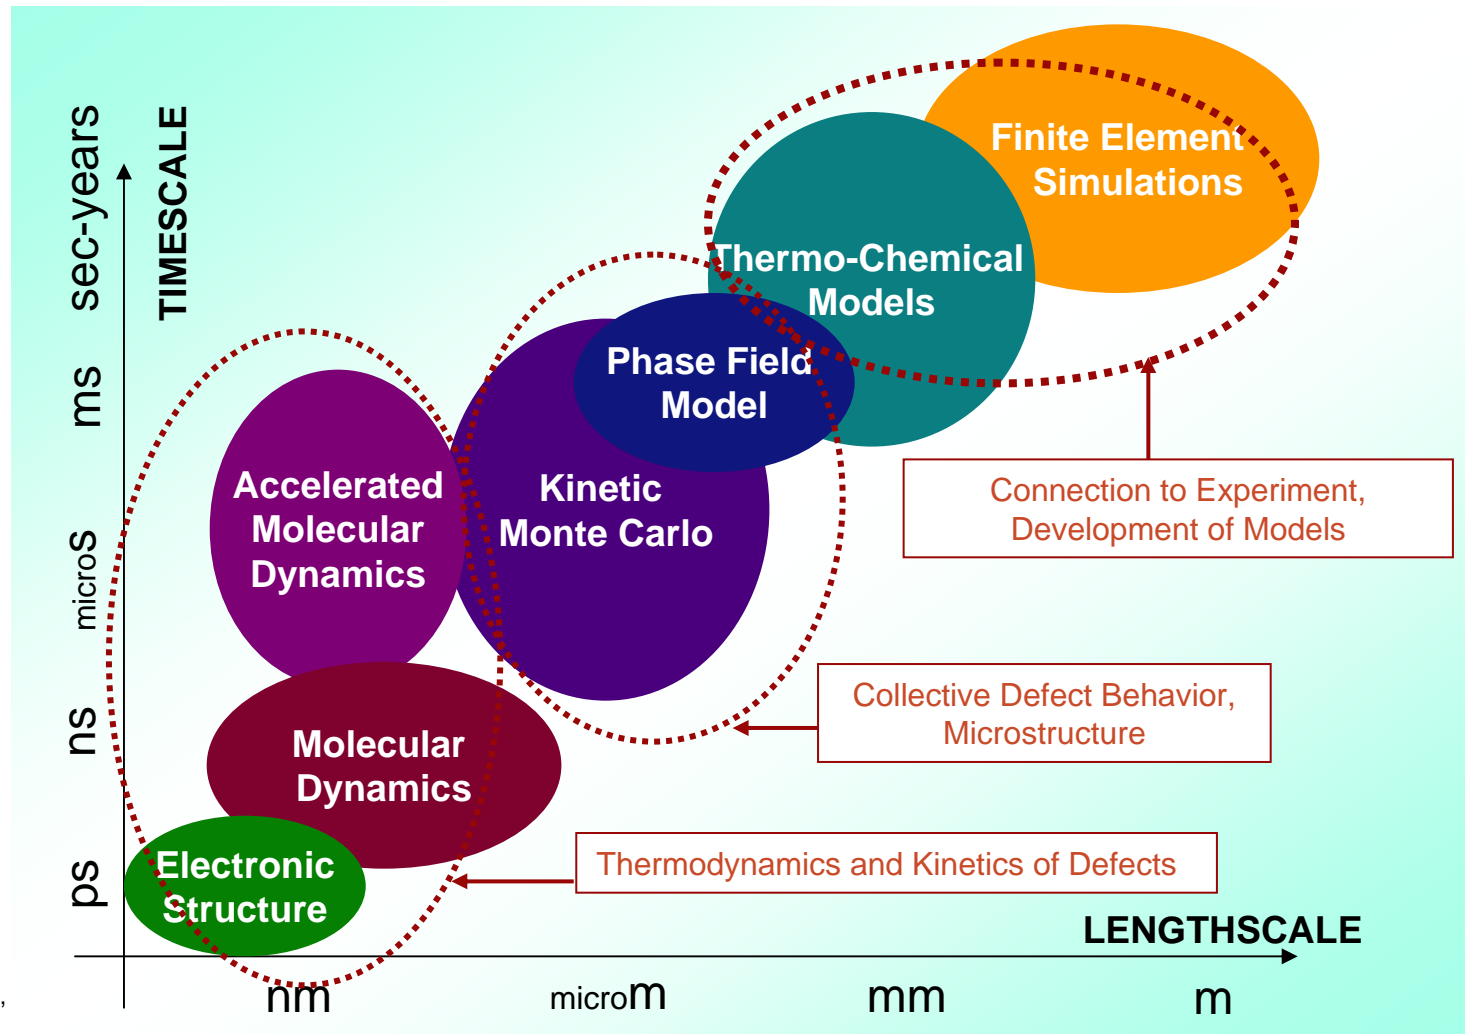 sec-years
TIMESCALE
ms
micros
ns
ps
Finite Element
Simulations
Thermo-Chemical
Models
Phase Field
Model
Accelerated
Molecular
Dynamics
Kinetic
Monte Carlo
Connection to Experiment,
Development of Models
Collective Defect Behavior,
Microstructure
Molecular
Dynamics
Thermodynamics and Kinetics of Defects
Electronic
Structure
LENGTHSCALE
,
nm
microm
mm
m